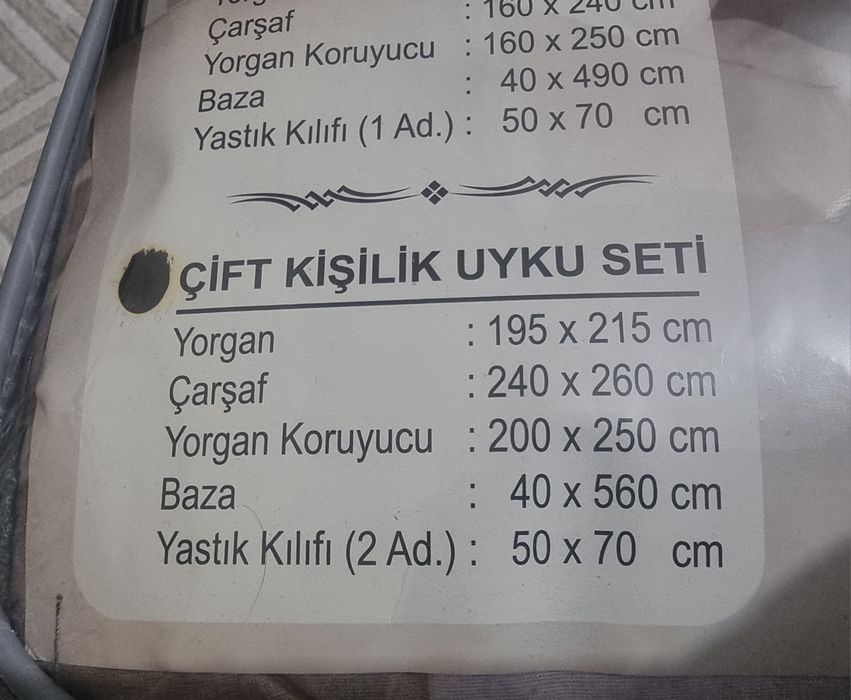 Çarşaf : 160 x 240 cm
Yorgan Koruyucu : 160 x 250 cm
Baza : 40 x 490 cm
Yastık Kılıfı (1 Ad.) : 50 x 70 cm
ÇİFT KİŞİLİK UYKU SETİ
Yorgan : 195 x 215 cm
Çarşaf : 240 x 260 cm
Yorgan Koruyucu : 200 x 250 cm
Baza : 40 x 560 cm
Yastık Kılıfı (2 Ad.) : 50 x 70 cm